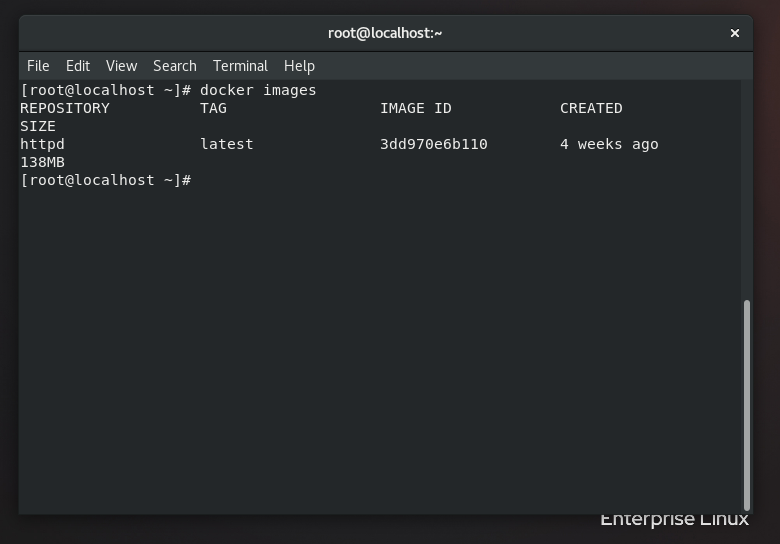 root@localhost:~
File Edit View Search Terminal Help
[root@localhost ~]# docker images
REPOSITORY TAG IMAGE ID CREATED
SIZE
httpd latest 3dd970e6b110 4 weeks ago
138MB
[root@localhost ~]#
Enterprise Linux